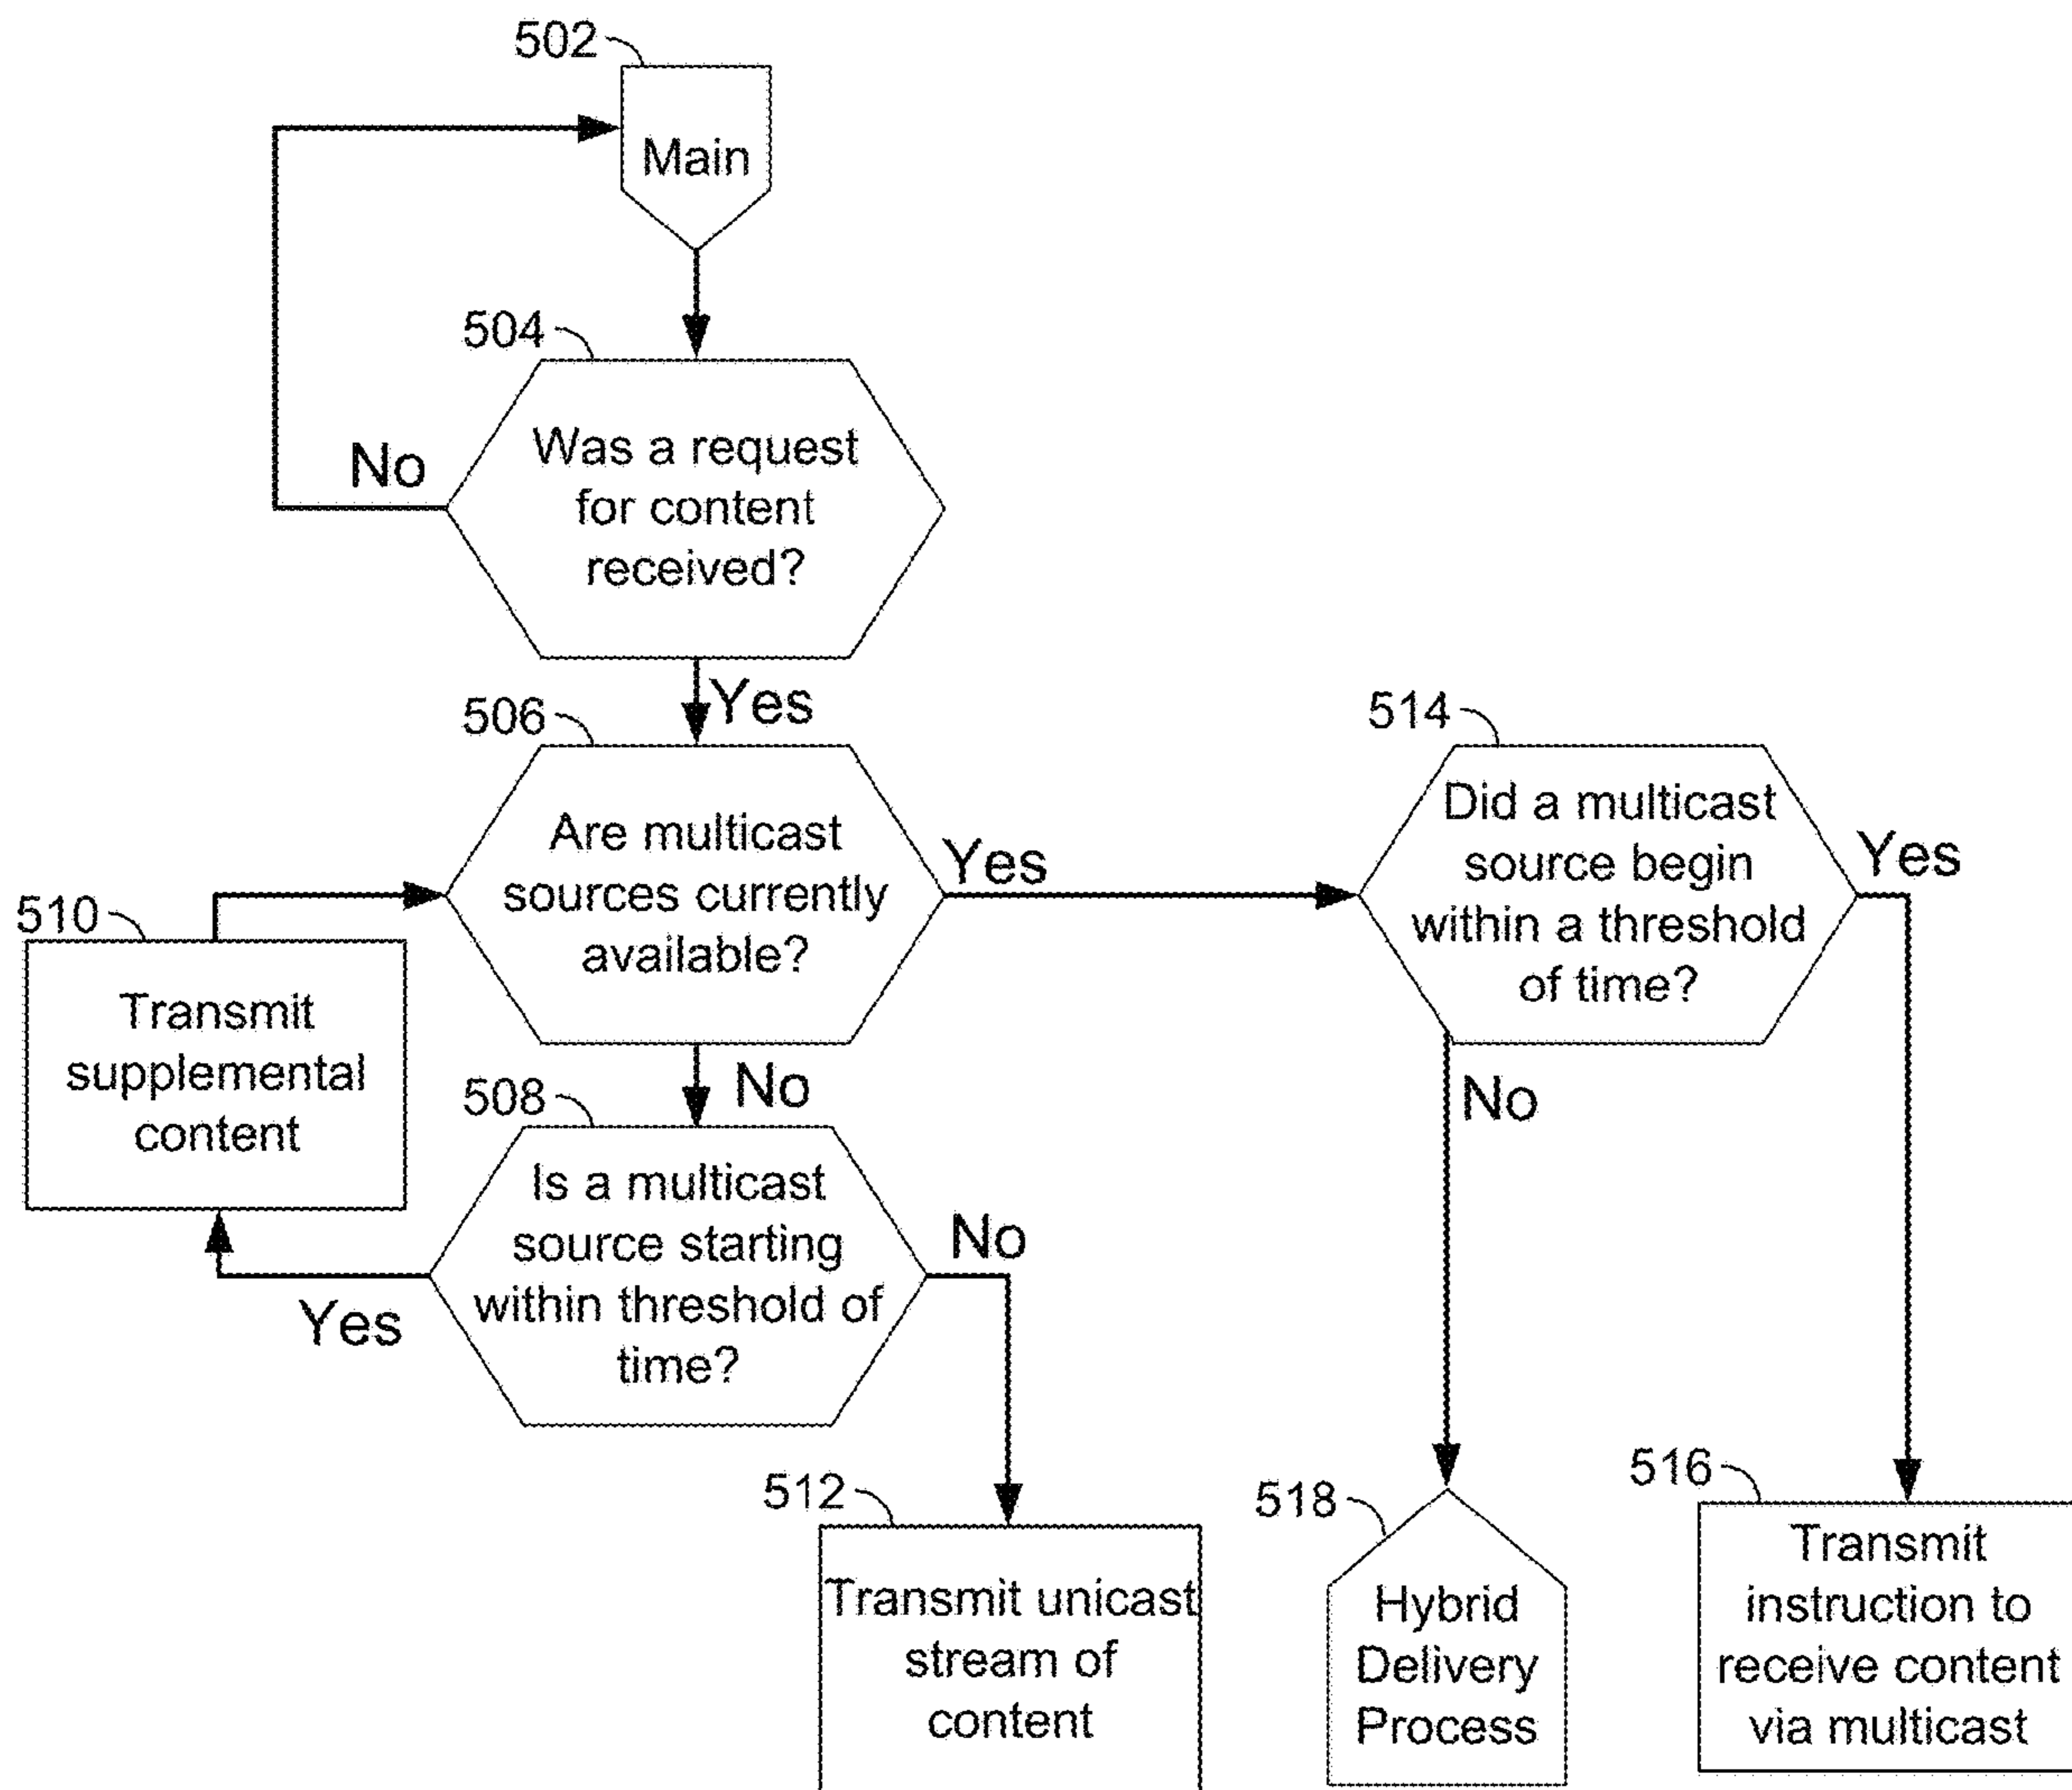 502
Main
504
Was a request
for content
received?
No
Yes
506
Are multicast
sources currently
available?
Yes
514
Did a multicast
source begin
within a threshold
of time?
Yes
No
510
Transmit
supplemental
content
No
508
Is a multicast
source starting
within threshold of
time?
Yes
No
512
Transmit unicast
stream of
content
518
Hybrid
Delivery
Process
516
Transmit
instruction to
receive content
via multicast